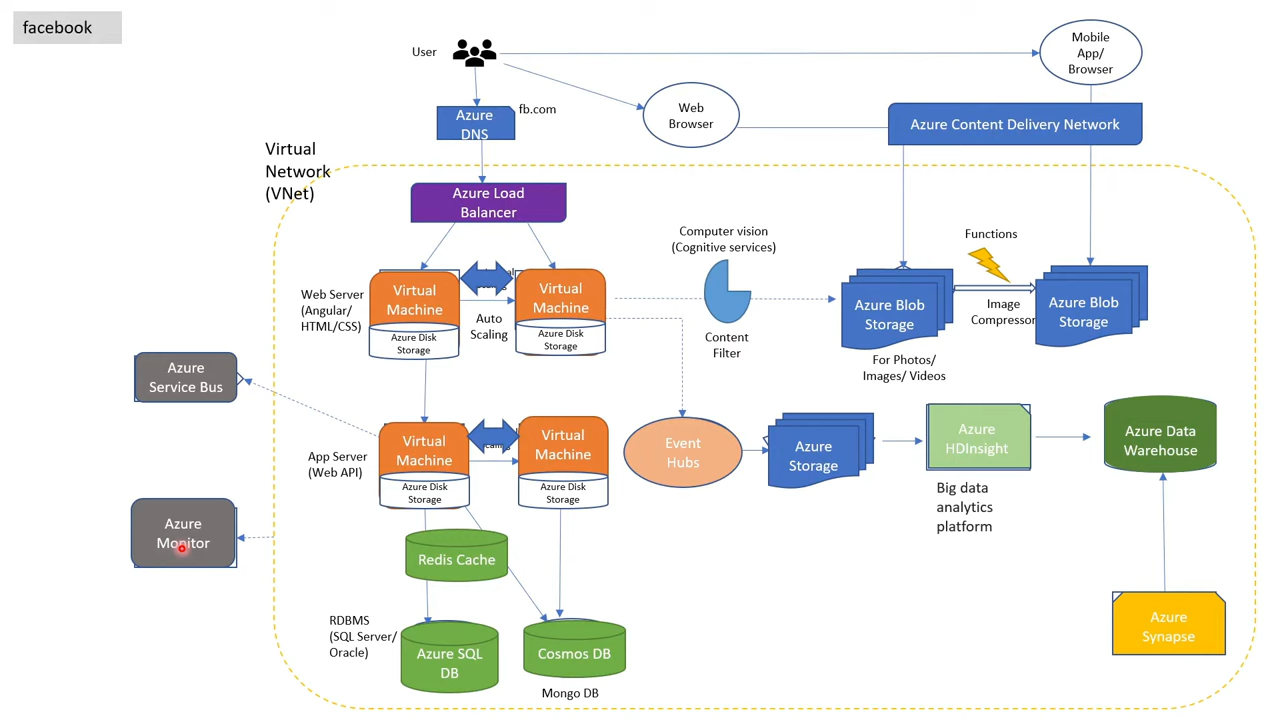 facebook
User
Mobile
App/
Browser
Web
Browser
Azure
DNS
fb.com
Azure Content Delivery Network
Virtual
Network
(VNet)
Azure Load
Balancer
Computer vision
(Cognitive services)
Functions
Web Server
(Angular/
HTML/CSS)
Virtual
Machine
Azure Disk
Storage
Auto
Scaling
Virtual
Machine
Azure Disk
Storage
Content
Filter
Azure Blob
Storage
For Photos/
Images/ Videos
Image
Compressor
Azure Blob
Storage
Azure
Service Bus
App Server
(Web API)
Virtual
Machine
Azure Disk
Storage
Virtual
Machine
Azure Disk
Storage
Event
Hubs
Azure
Storage
Azure
HDInsight
Big data
analytics
platform
Azure Data
Warehouse
Azure
Monitor
Redis Cache
RDBMS
(SQL Server/
Oracle)
Azure SQL
DB
Cosmos DB
Mongo DB
Azure
Synapse